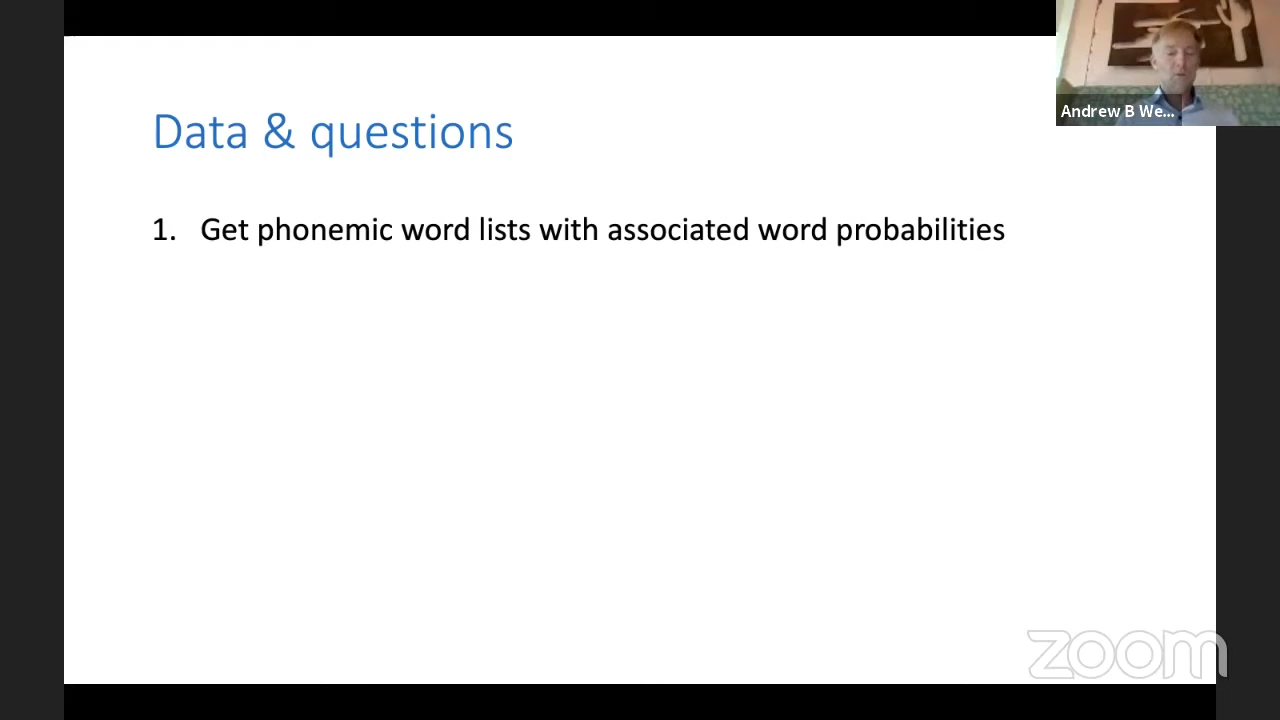 Data & questions
1. Get phonemic word lists with associated word probabilities
Andrew B We...
zoom